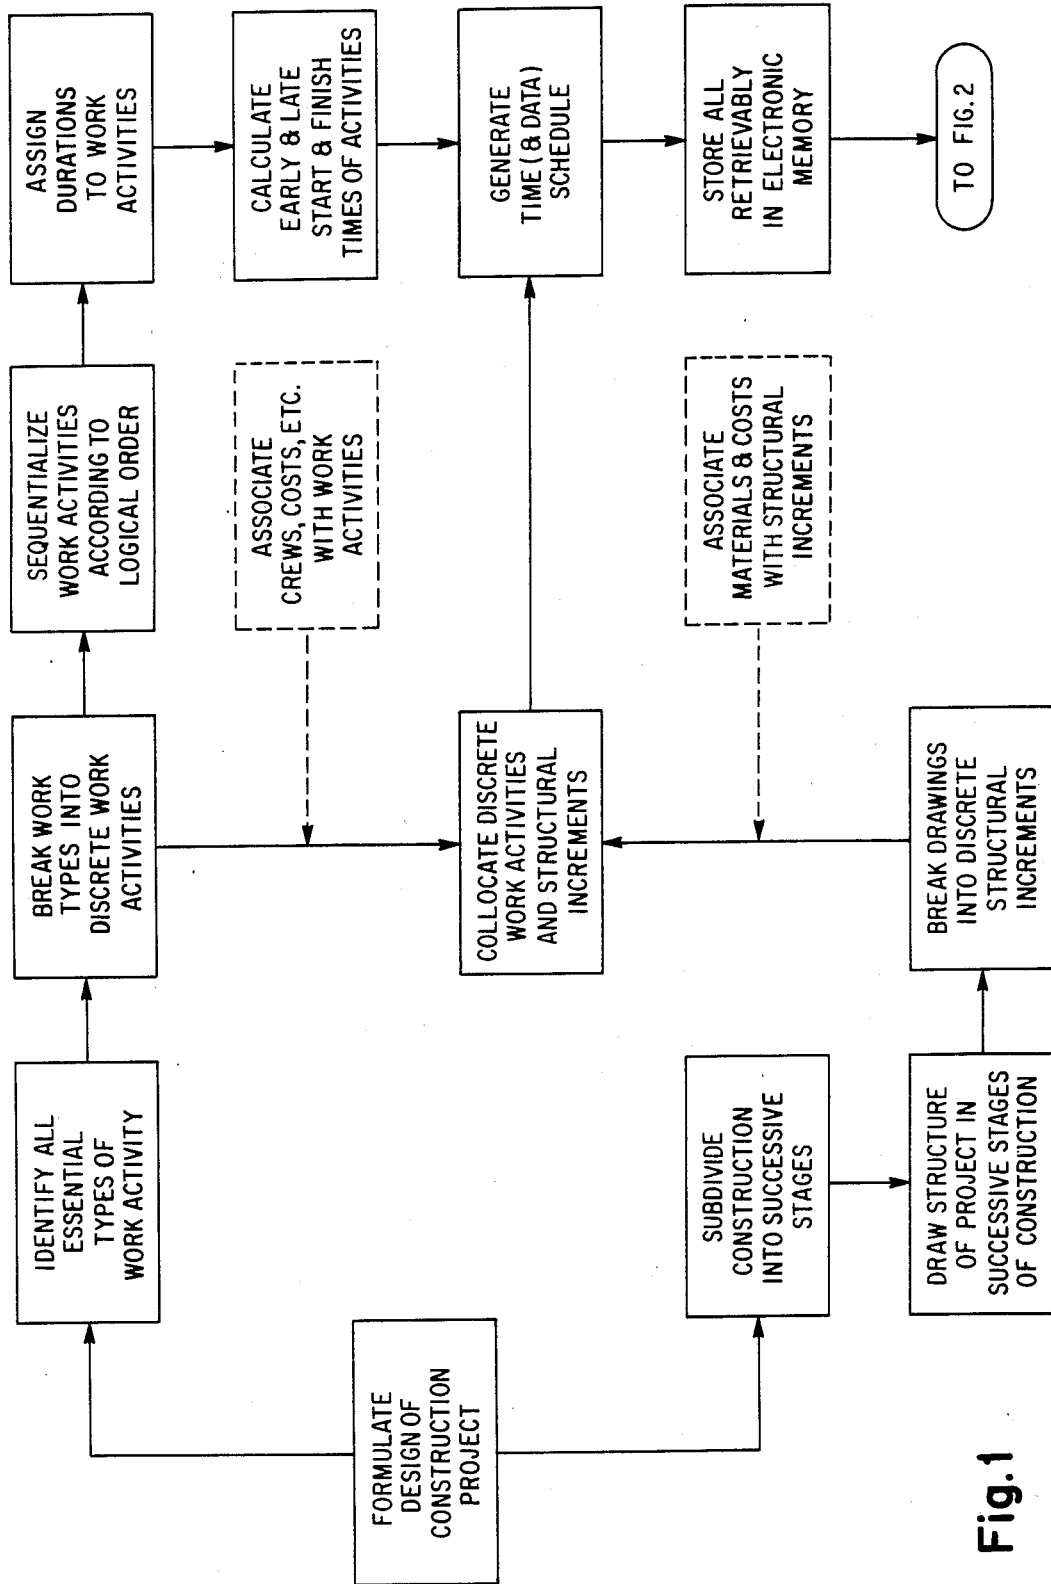 FORMULATE
DESIGN OF
CONSTRUCTION
PROJECT
IDENTIFY ALL
ESSENTIAL
TYPES OF
WORK ACTIVITY
BREAK WORK
TYPES INTO
DISCRETE WORK
ACTIVITIES
SEQUENTIALIZE
WORK ACTIVITIES
ACCORDING TO
LOGICAL ORDER
ASSIGN
DURATIONS
TO WORK
ACTIVITIES
ASSOCIATE
CREWS, COSTS, ETC.
WITH WORK
ACTIVITIES
CALCULATE
EARLY & LATE
START & FINISH
TIMES OF ACTIVITIES
COLLOCATE DISCRETE
WORK ACTIVITIES
AND STRUCTURAL
INCREMENTS
GENERATE
TIME (& DATA)
SCHEDULE
SUBDIVIDE
CONSTRUCTION
INTO SUCCESSIVE
STAGES
ASSOCIATE
MATERIALS & COSTS
WITH STRUCTURAL
INCREMENTS
STORE ALL
RETRIEVABLY
IN ELECTRONIC
MEMORY
DRAW STRUCTURE
OF PROJECT IN
SUCCESSIVE STAGES
OF CONSTRUCTION
BREAK DRAWINGS
INTO DISCRETE
STRUCTURAL
INCREMENTS
TO FIG. 2
Fig.1